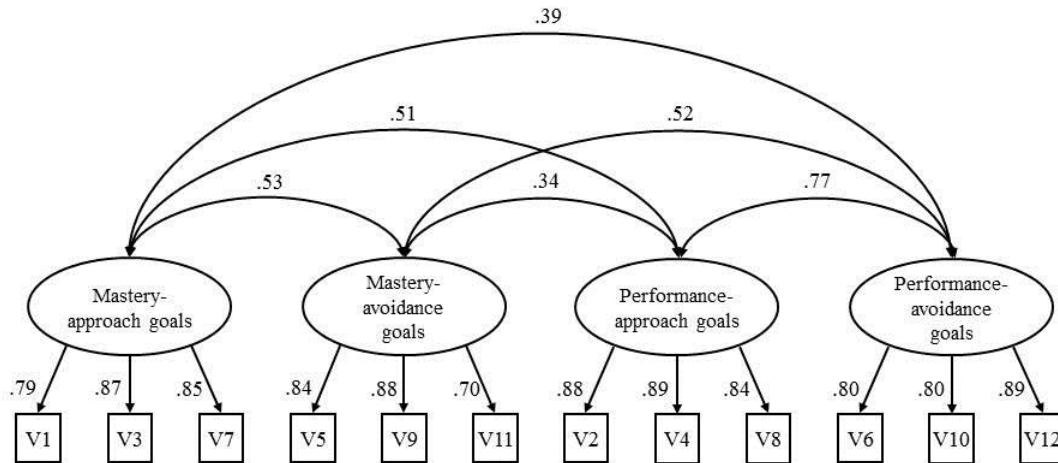 .39
.51
.52
.53
.34
.77
Mastery-
approach goals
Mastery-
avoidance
goals
Performance-
approach goals
Performance-
avoidance
goals
.79
.87
.85
.84
.88
.70
.88
.89
.84
.80
.80
.89
V1
V3
V7
V5
V9
V11
V2
V4
V8
V6
V10
V12